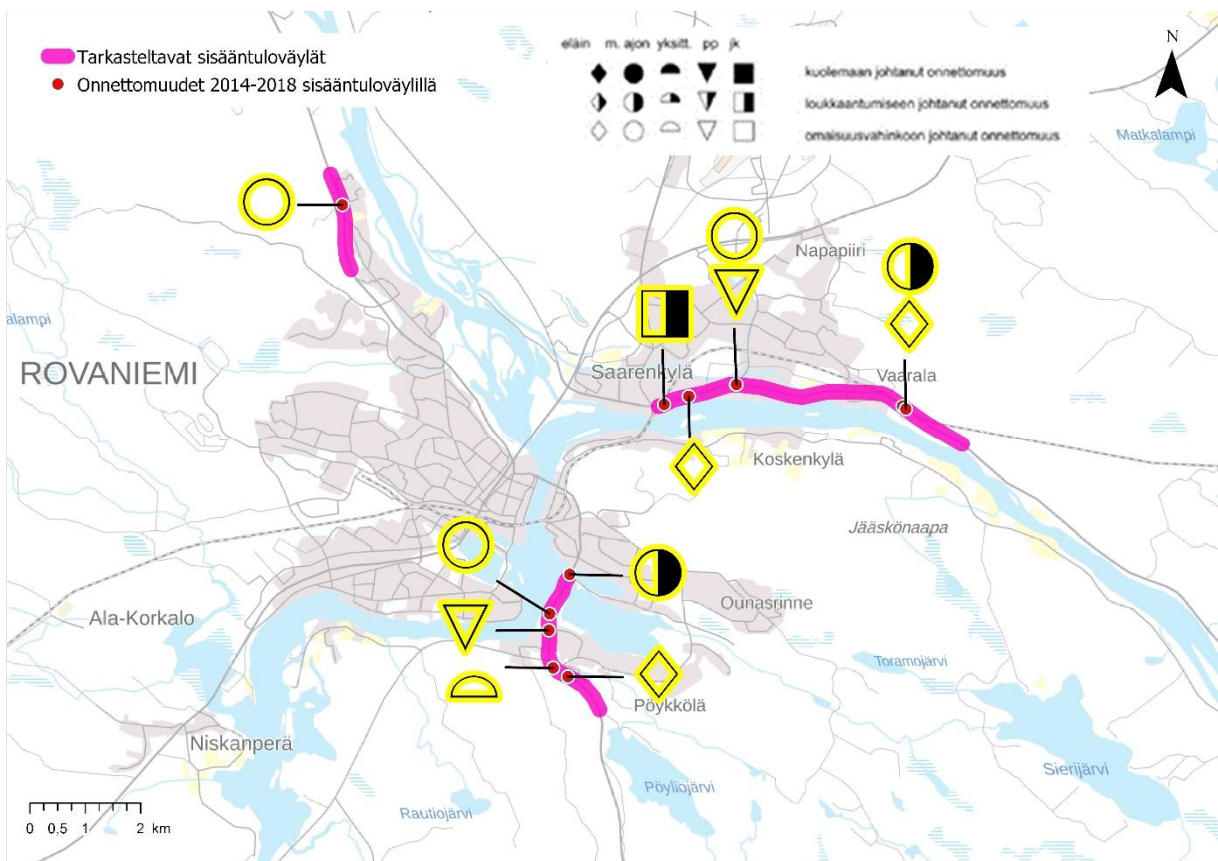 Tarkasteltavat sisääntuloväylät
Onnettomuudet 2014-2018 sisääntuloväylillä
eläin m. ajon yksitt. pp jk
kuolemaan johtanut onnettomuus
loukkaantumiseen johtanut onnettomuus
omaisuusvahinkoon johtanut onnettomuus
N
Matkalampi
Napapiiri
alampi
ROVANIEMI
Saarenkylä
Vaarala
Koskenkylä
Jääskönaapa
Ounasrinne
Ala-Korkalo
Toramojärvi
Pöykkölä
Niskanperä
Sierijärvi
Pöyliöjärvi
Rautiojärvi
0 0,5 1 2 km